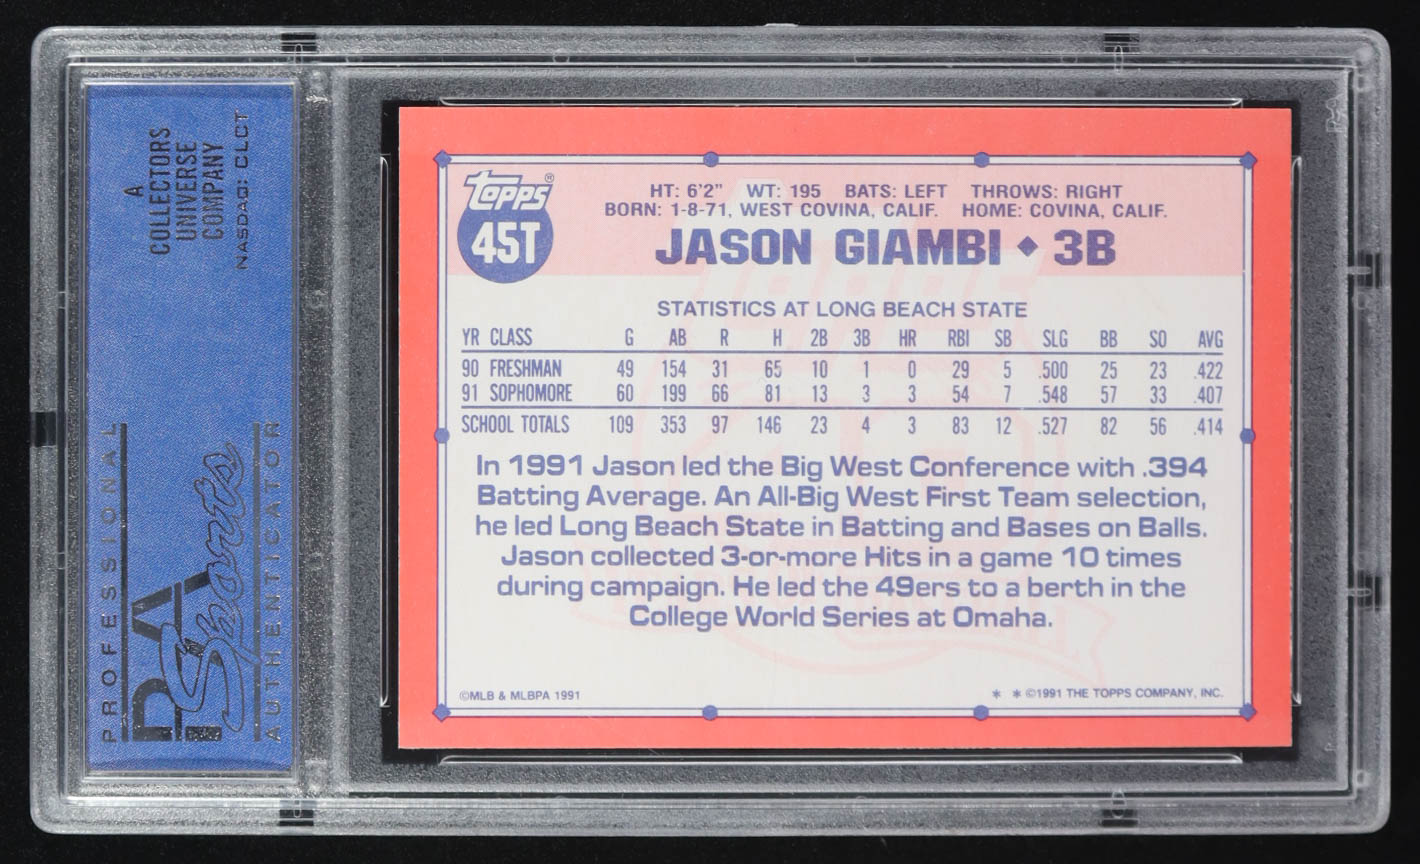 A
COLLECTORS
UNIVERSE
COMPANY
NASDAQ: CLCT
PROFESSIONAL
PSA
Sports
AUTHENTICATOR
Topps®
45T
HT: 6'2" WT: 195 BATS: LEFT THROWS: RIGHT
BORN: 1-8-71, WEST COVINA, CALIF. HOME: COVINA, CALIF.
JASON GIAMBI ◆ 3B
STATISTICS AT LONG BEACH STATE
YR CLASS G AB R H 2B 3B HR RBI SB SLG BB SO AVG
90 FRESHMAN 49 154 31 65 10 1 0 29 5 .500 25 23 .422
91 SOPHOMORE 60 199 66 81 13 3 3 54 7 .548 57 33 .407
SCHOOL TOTALS 109 353 97 146 23 4 3 83 12 .527 82 56 .414
In 1991 Jason led the Big West Conference with .394
Batting Average. An All-Big West First Team selection,
he led Long Beach State in Batting and Bases on Balls.
Jason collected 3-or-more Hits in a game 10 times
during campaign. He led the 49ers to a berth in the
College World Series at Omaha.
©MLB & MLBPA 1991
* * ©1991 THE TOPPS COMPANY, INC.